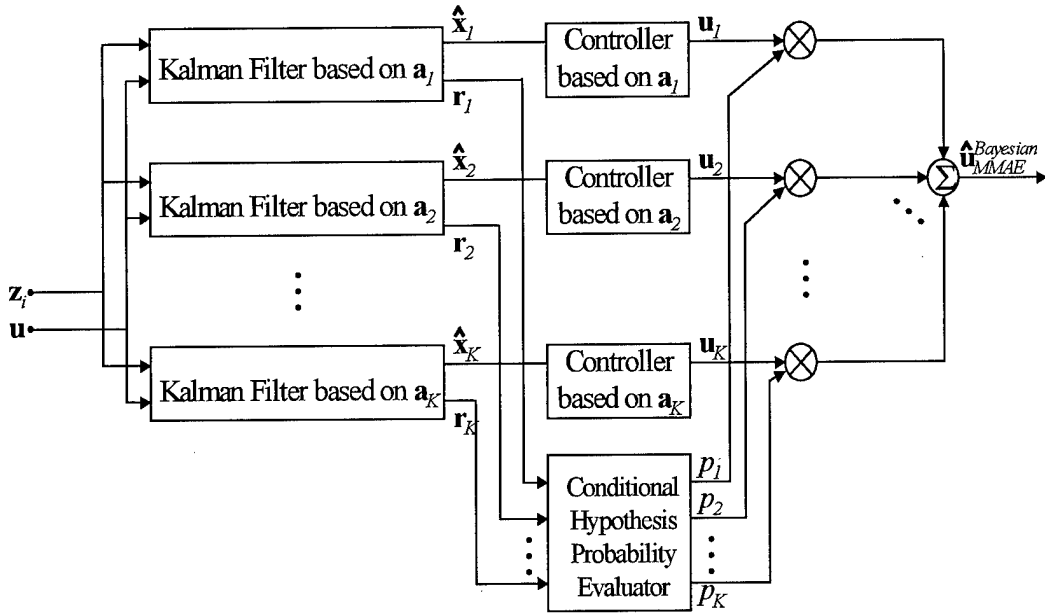 x̂1
Kalman Filter based on a1
r1
Controller
based on a1
u1
x̂2
Kalman Filter based on a2
r2
Controller
based on a2
u2
Σ
û Bayesian MMAE
zi
u
x̂K
Kalman Filter based on aK
rK
Controller
based on aK
uK
Conditional
Hypothesis
Probability
Evaluator
p1
p2
pK